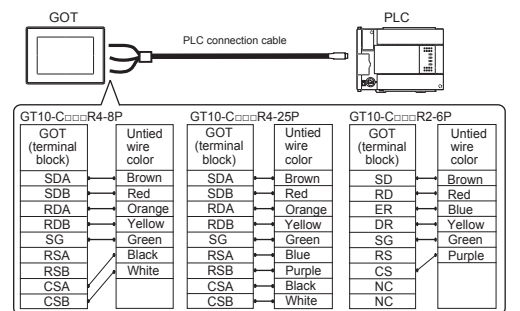 GOT
PLC
PLC connection cable
GT10-C□□□R4-8P
GOT (terminal block) Untied wire color
SDA Brown
SDB Red
RDA Orange
RDB Yellow
SG Green
RSA Black
RSB White
CSA
CSB
GT10-C□□□R4-25P
GOT (terminal block) Untied wire color
SDA Brown
SDB Red
RDA Orange
RDB Yellow
SG Green
RSA Blue
RSB Purple
CSA Black
CSB White
GT10-C□□□R2-6P
GOT (terminal block) Untied wire color
SD Brown
RD Red
ER Blue
DR Yellow
SG Green
RS Purple
CS
NC
NC